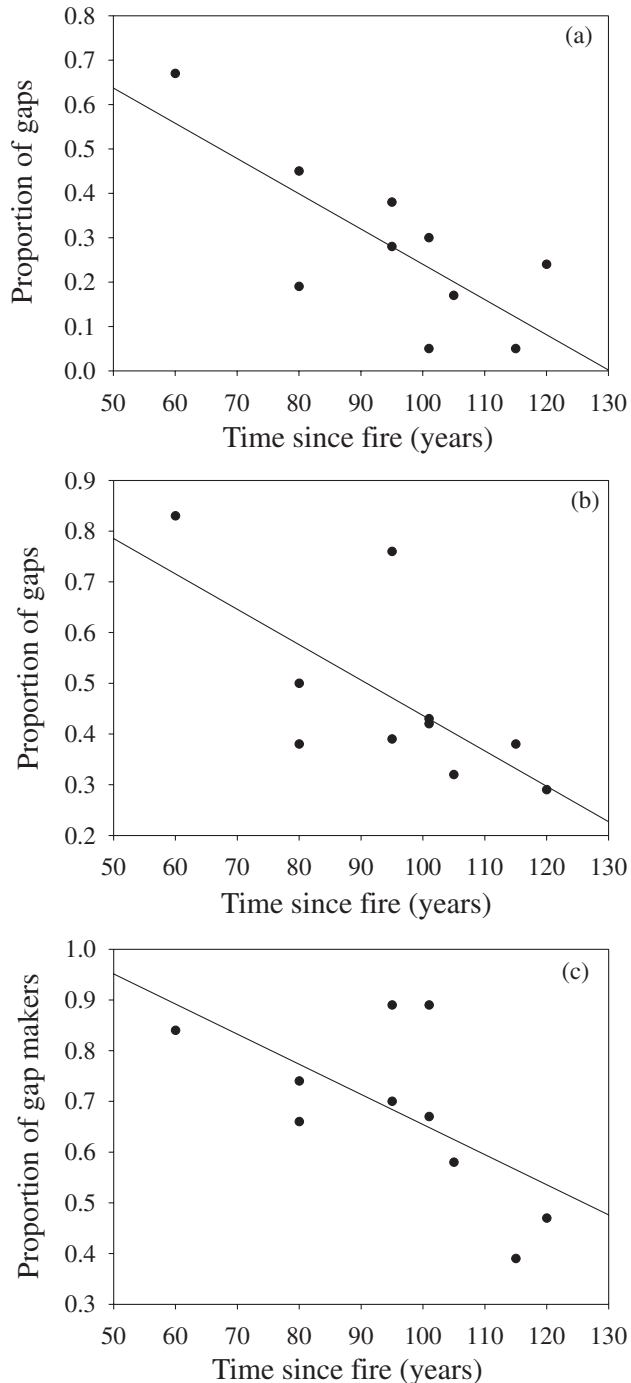 0.8
(a)
0.7
0.6
0.5
0.4
0.3
0.2
0.1
0.0
Proportion of gaps
50 60 70 80 90 100 110 120 130
Time since fire (years)
0.9
(b)
0.8
0.7
0.6
0.5
0.4
0.3
0.2
Proportion of gaps
50 60 70 80 90 100 110 120 130
Time since fire (years)
1.0
(c)
0.9
0.8
0.7
0.6
0.5
0.4
0.3
Proportion of gap makers
50 60 70 80 90 100 110 120 130
Time since fire (years)